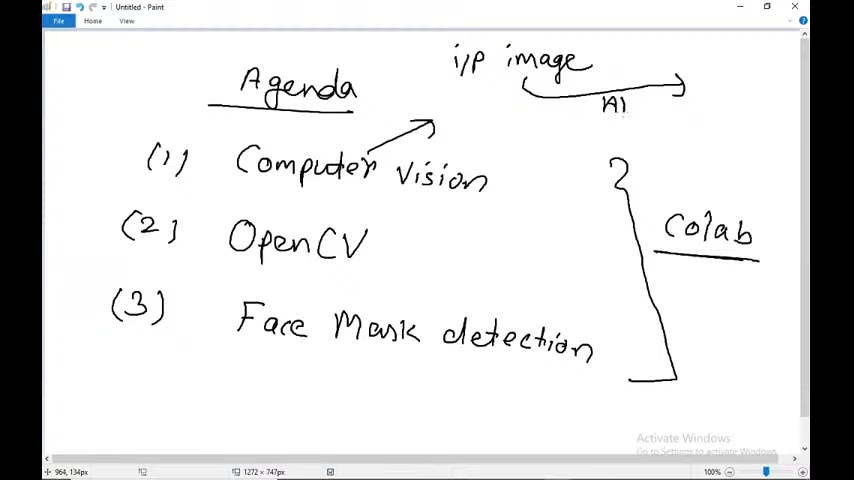 Untitled - Paint
File Home View
i/p image
Agenda
AI
(1) Computer Vision
(2) OpenCV
Colab
(3) Face Mask detection
Activate Windows
Go to Settings to activate Windows.
964, 134px
1272 × 747px
100%